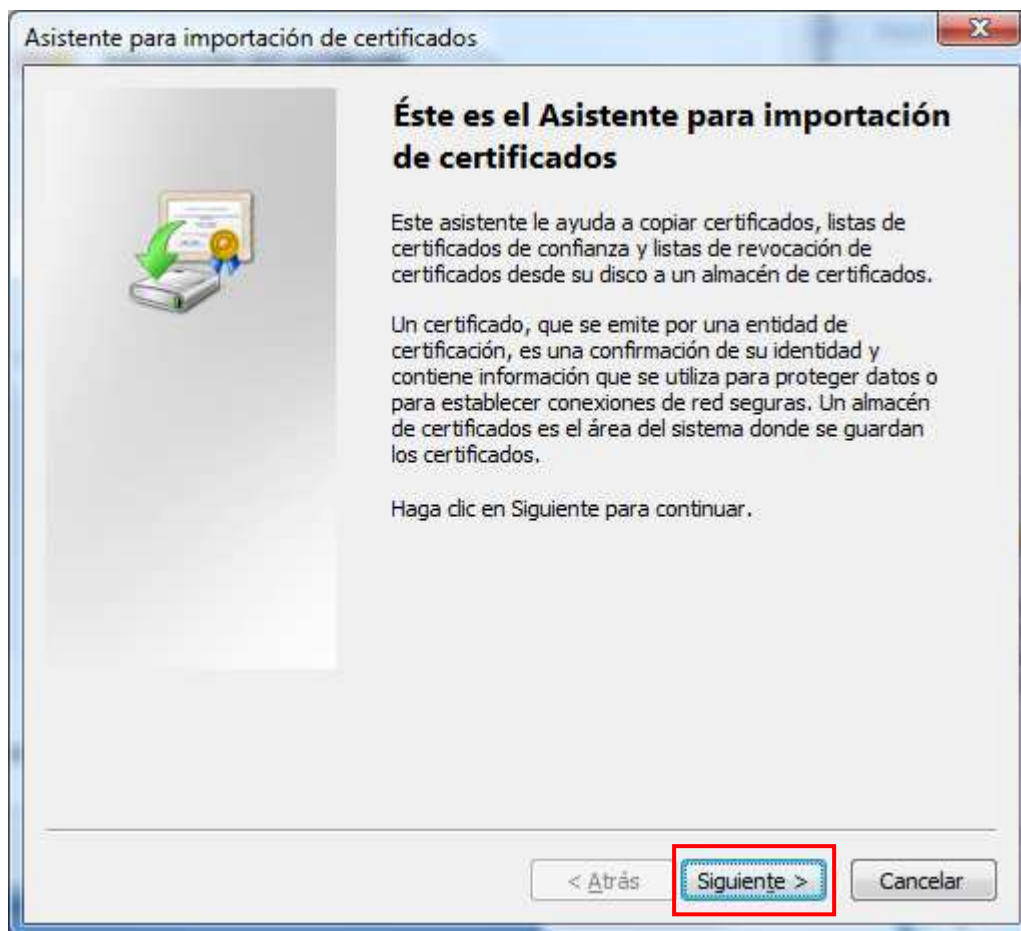 Asistente para importación de certificados
X
Éste es el Asistente para importación
de certificados
Este asistente le ayuda a copiar certificados, listas de
certificados de confianza y listas de revocación de
certificados desde su disco a un almacén de certificados.
Un certificado, que se emite por una entidad de
certificación, es una confirmación de su identidad y
contiene información que se utiliza para proteger datos o
para establecer conexiones de red seguras. Un almacén
de certificados es el área del sistema donde se guardan
los certificados.
Haga clic en Siguiente para continuar.
< Atrás Siguiente > Cancelar